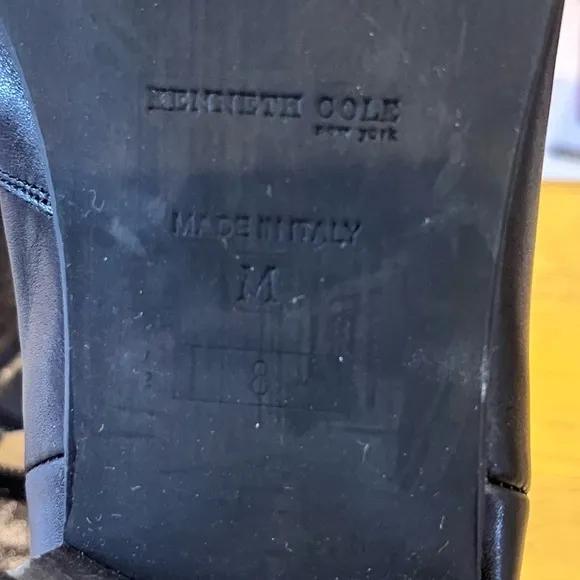 KENNETH COLE
new york
MADE IN ITALY
M
8